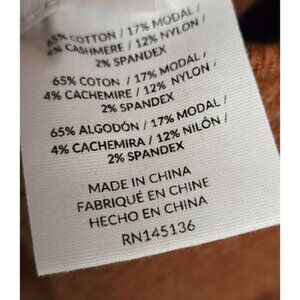 65% COTTON / 17% MODAL /
4% CASHMERE / 12% NYLON /
2% SPANDEX
65% COTON / 17% MODAL /
4% CACHEMIRE / 12% NYLON /
2% SPANDEX
65% ALGODÓN / 17% MODAL /
4% CACHEMIRA / 12% NILÓN /
2% SPANDEX
MADE IN CHINA
FABRIQUÉ EN CHINE
HECHO EN CHINA
RN145136